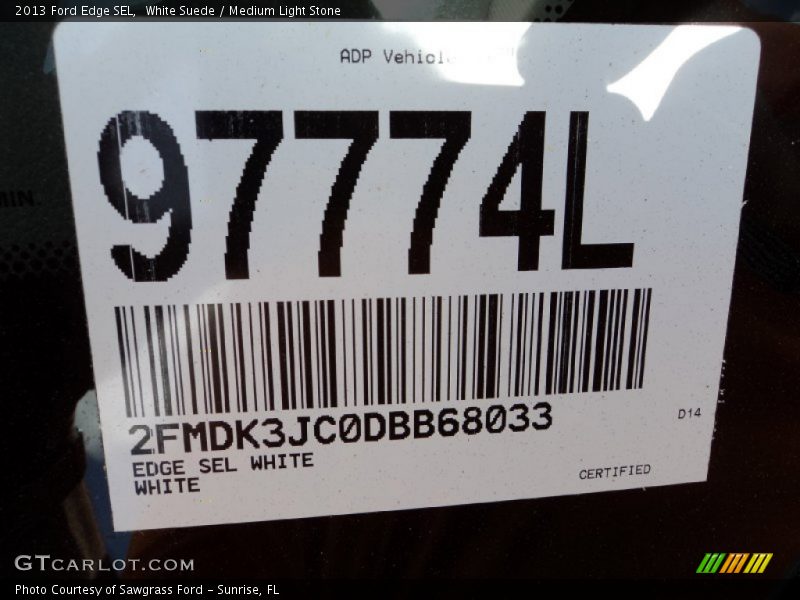 2013 Ford Edge SEL,  White Suede / Medium Light Stone
ADP Vehicle
97774L
2FMDK3JC0DBB68033
D14
EDGE SEL WHITE
WHITE
CERTIFIED
GTCARLOT.COM
Photo Courtesy of Sawgrass Ford - Sunrise, FL